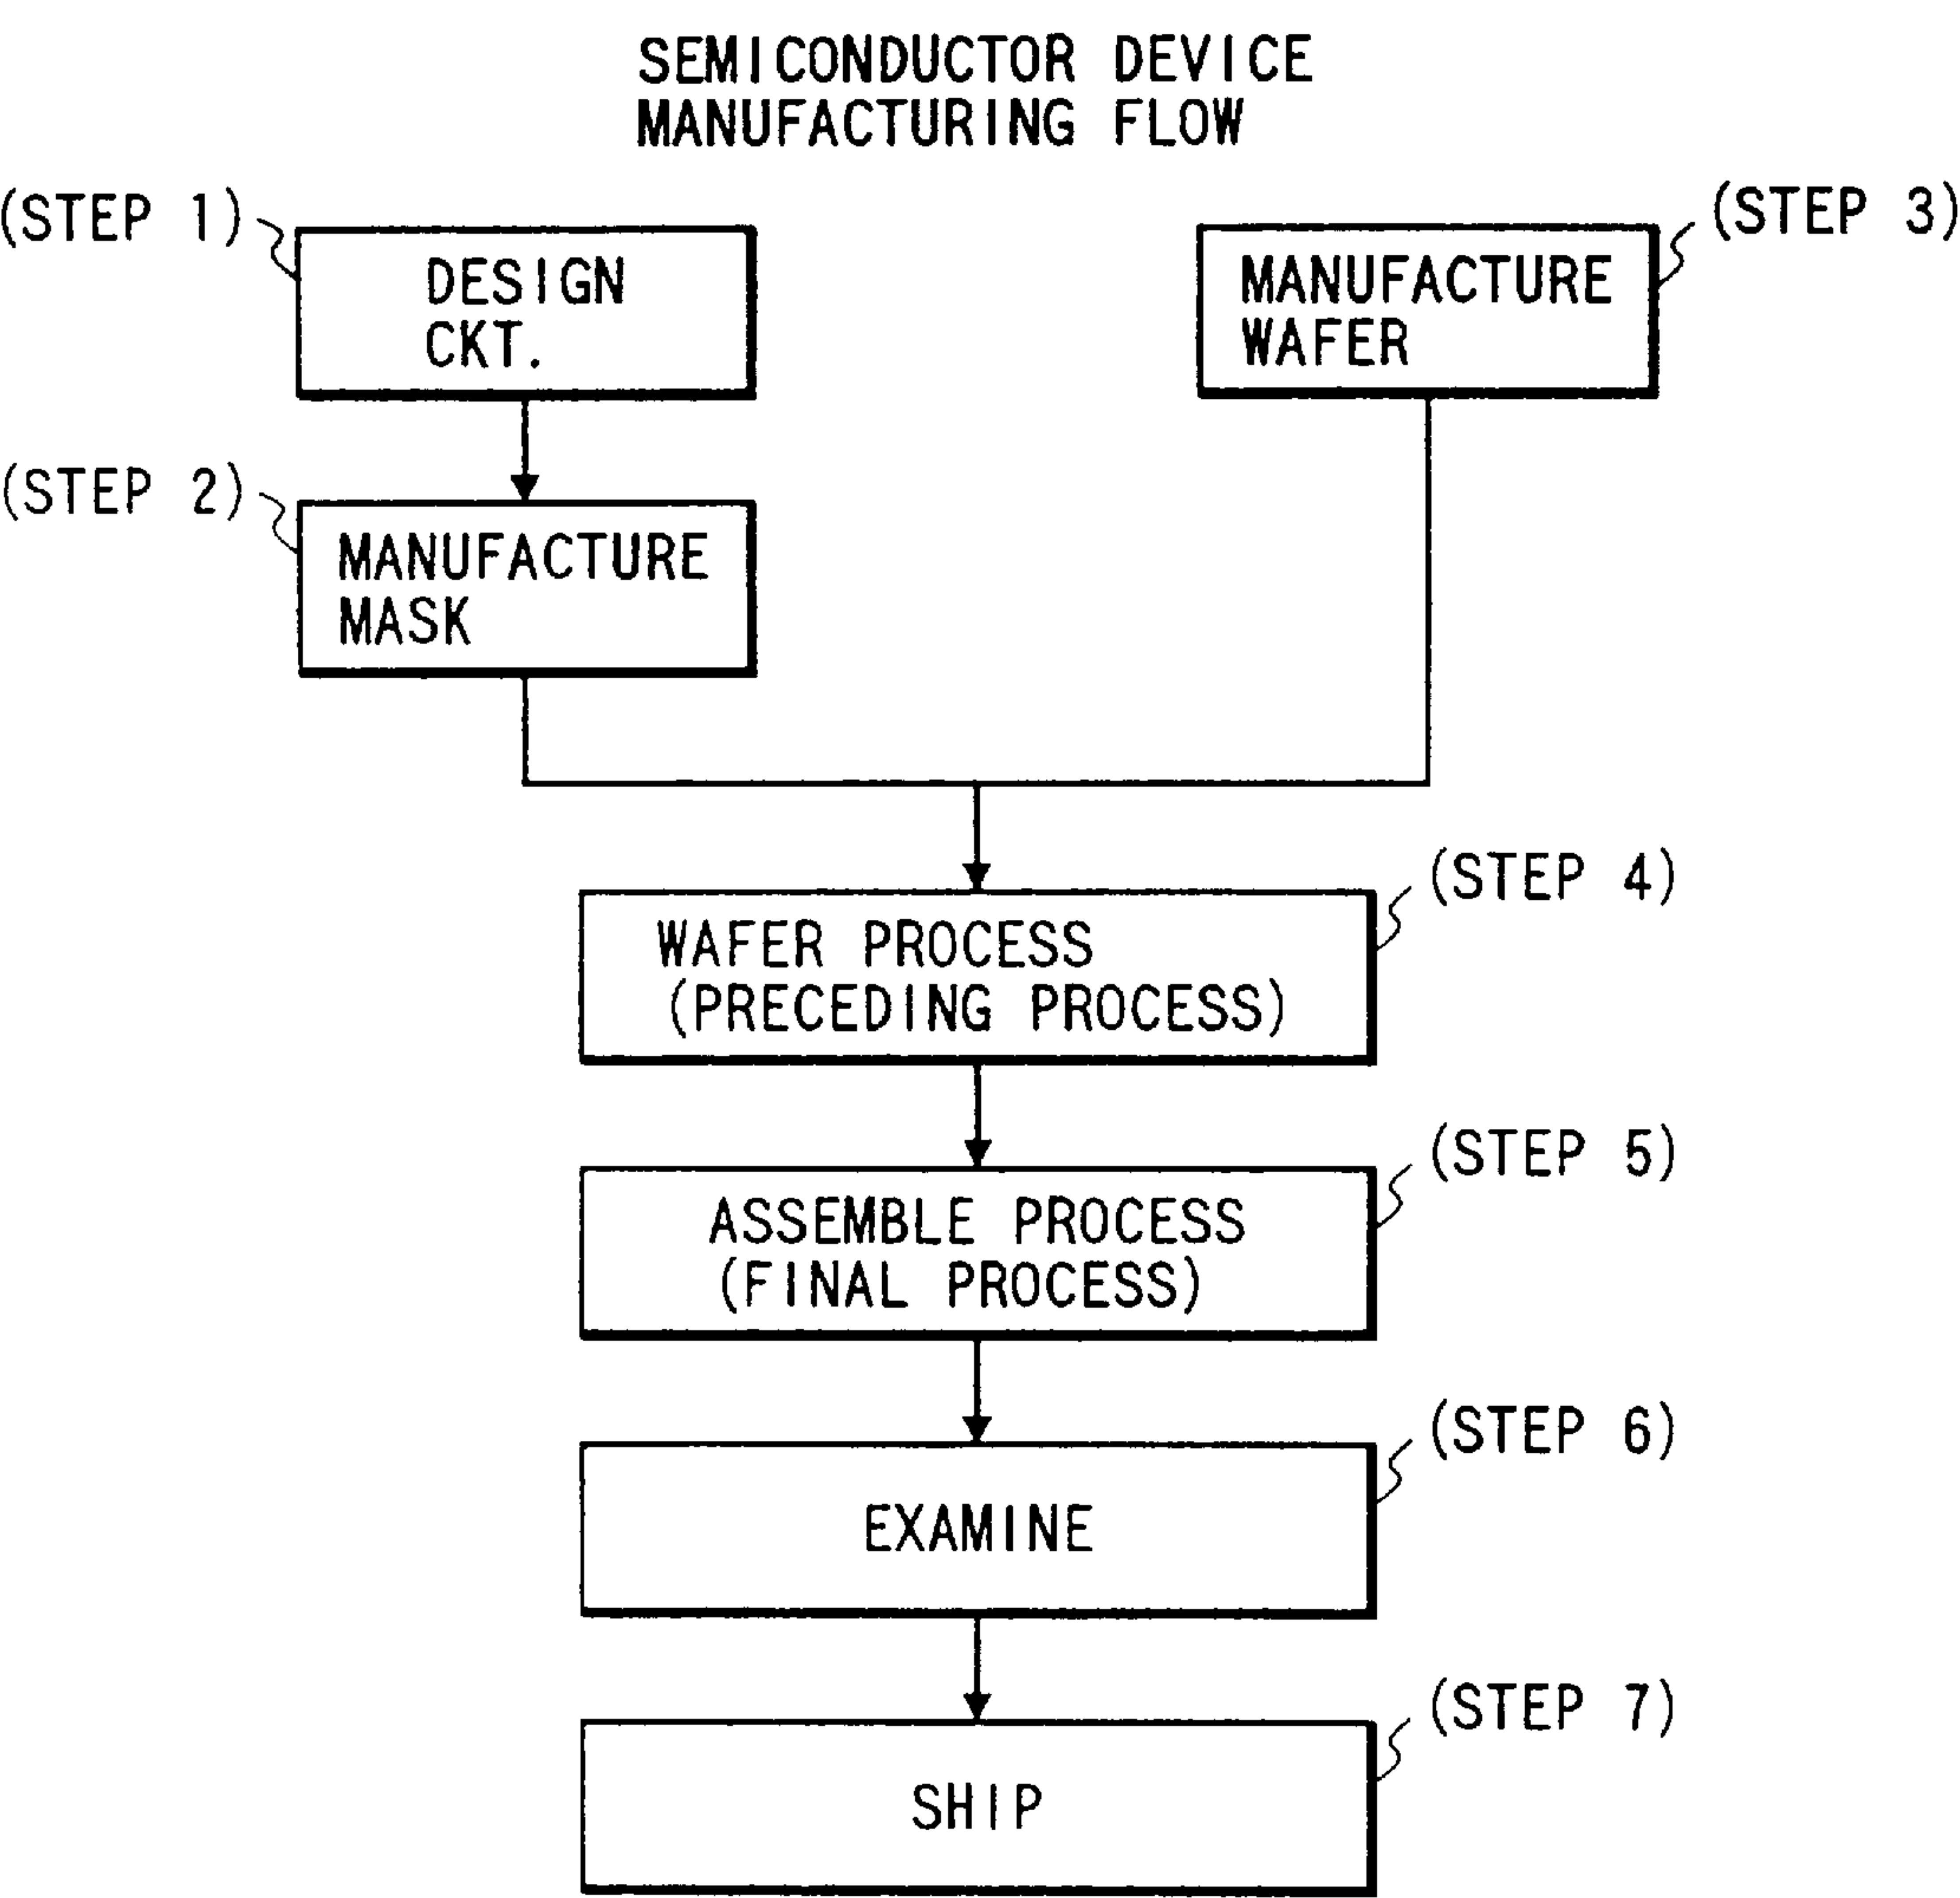 SEMICONDUCTOR DEVICE
MANUFACTURING FLOW
(STEP 1)
DESIGN
CKT.
(STEP 3)
MANUFACTURE
WAFER
(STEP 2)
MANUFACTURE
MASK
(STEP 4)
WAFER PROCESS
(PRECEDING PROCESS)
(STEP 5)
ASSEMBLE PROCESS
(FINAL PROCESS)
(STEP 6)
EXAMINE
(STEP 7)
SHIP